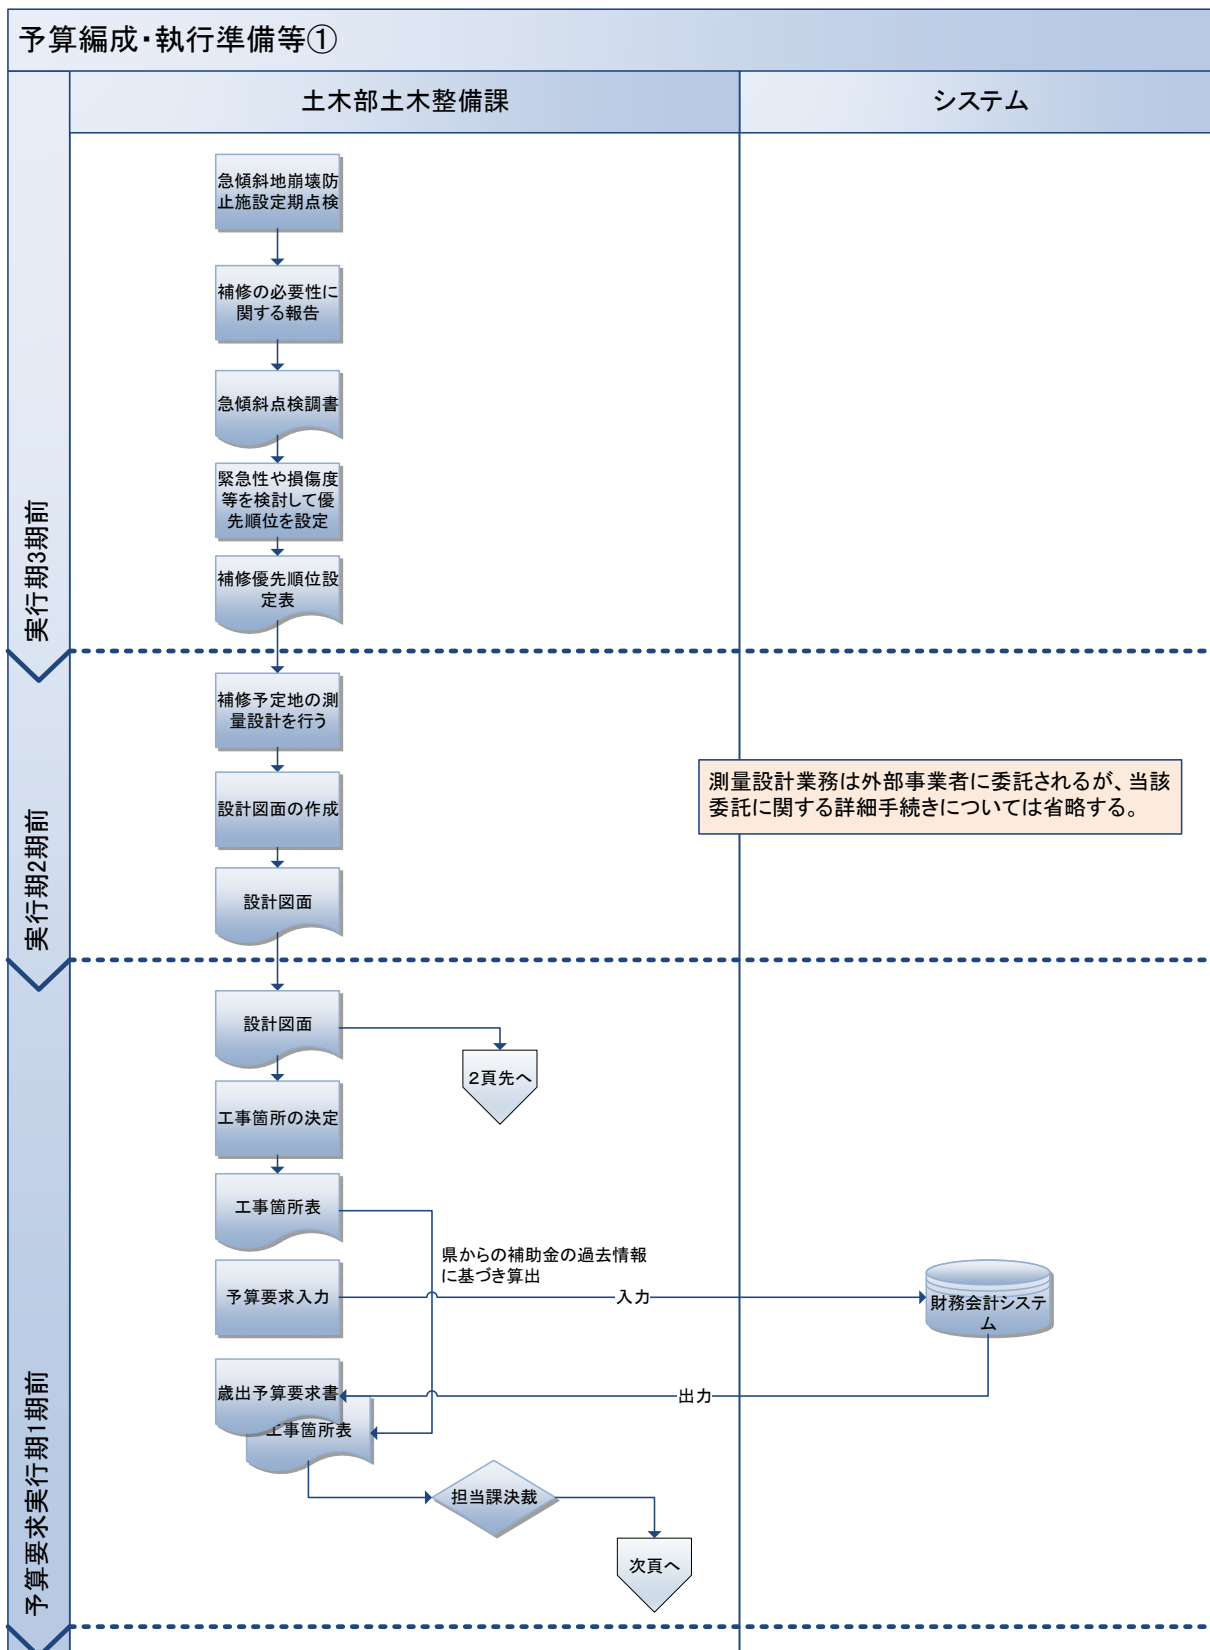 予算編成・執行準備等①
土木部土木整備課
システム
実行期3期前
急傾斜地崩壊防
止施設定期点検
補修の必要性に
関する報告
急傾斜点検調書
緊急性や損傷度
等を検討して優
先順位を設定
補修優先順位設
定表
実行期2期前
補修予定地の測
量設計を行う
測量設計業務は外部事業者に委託されるが、当該
委託に関する詳細手続きについては省略する。
設計図面の作成
設計図面
予算要求実行期1期前
設計図面
2頁先へ
工事箇所の決定
工事箇所表
県からの補助金の過去情報
に基づき算出
予算要求入力
入力
財務会計システ
ム
歳出予算要求書
出力
工事箇所表
担当課決裁
次頁へ